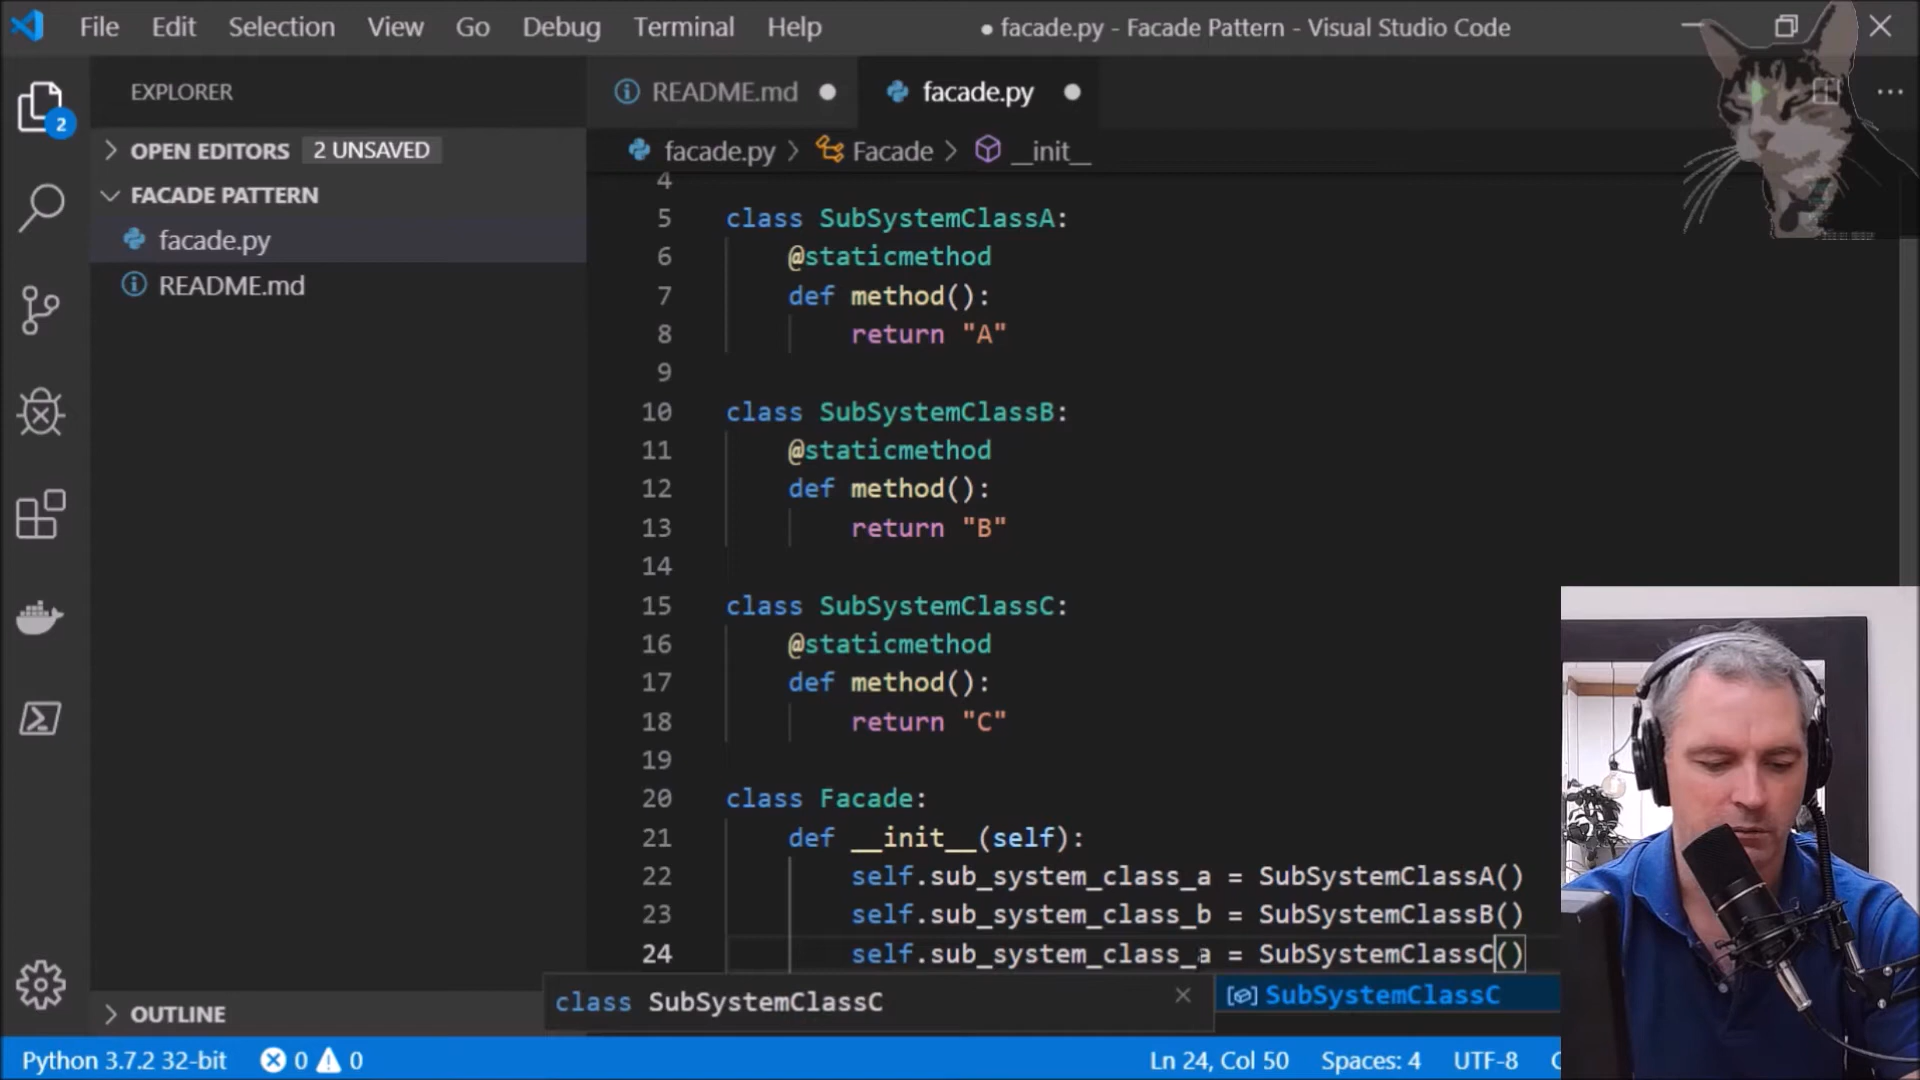 File Edit Selection View Go Debug Terminal Help
● facade.py - Facade Pattern - Visual Studio Code
EXPLORER
README.md
facade.py
2
OPEN EDITORS 2 UNSAVED
facade.py > Facade > __init__
FACADE PATTERN
facade.py
README.md
4
5 class SubSystemClassA:
6 @staticmethod
7 def method():
8 return "A"
9
10 class SubSystemClassB:
11 @staticmethod
12 def method():
13 return "B"
14
15 class SubSystemClassC:
16 @staticmethod
17 def method():
18 return "C"
19
20 class Facade:
21 def __init__(self):
22 self.sub_system_class_a = SubSystemClassA()
23 self.sub_system_class_b = SubSystemClassB()
24 self.sub_system_class_a = SubSystemClassC()
class SubSystemClassC
SubSystemClassC
OUTLINE
Python 3.7.2 32-bit 0 0 Ln 24, Col 50 Spaces: 4 UTF-8